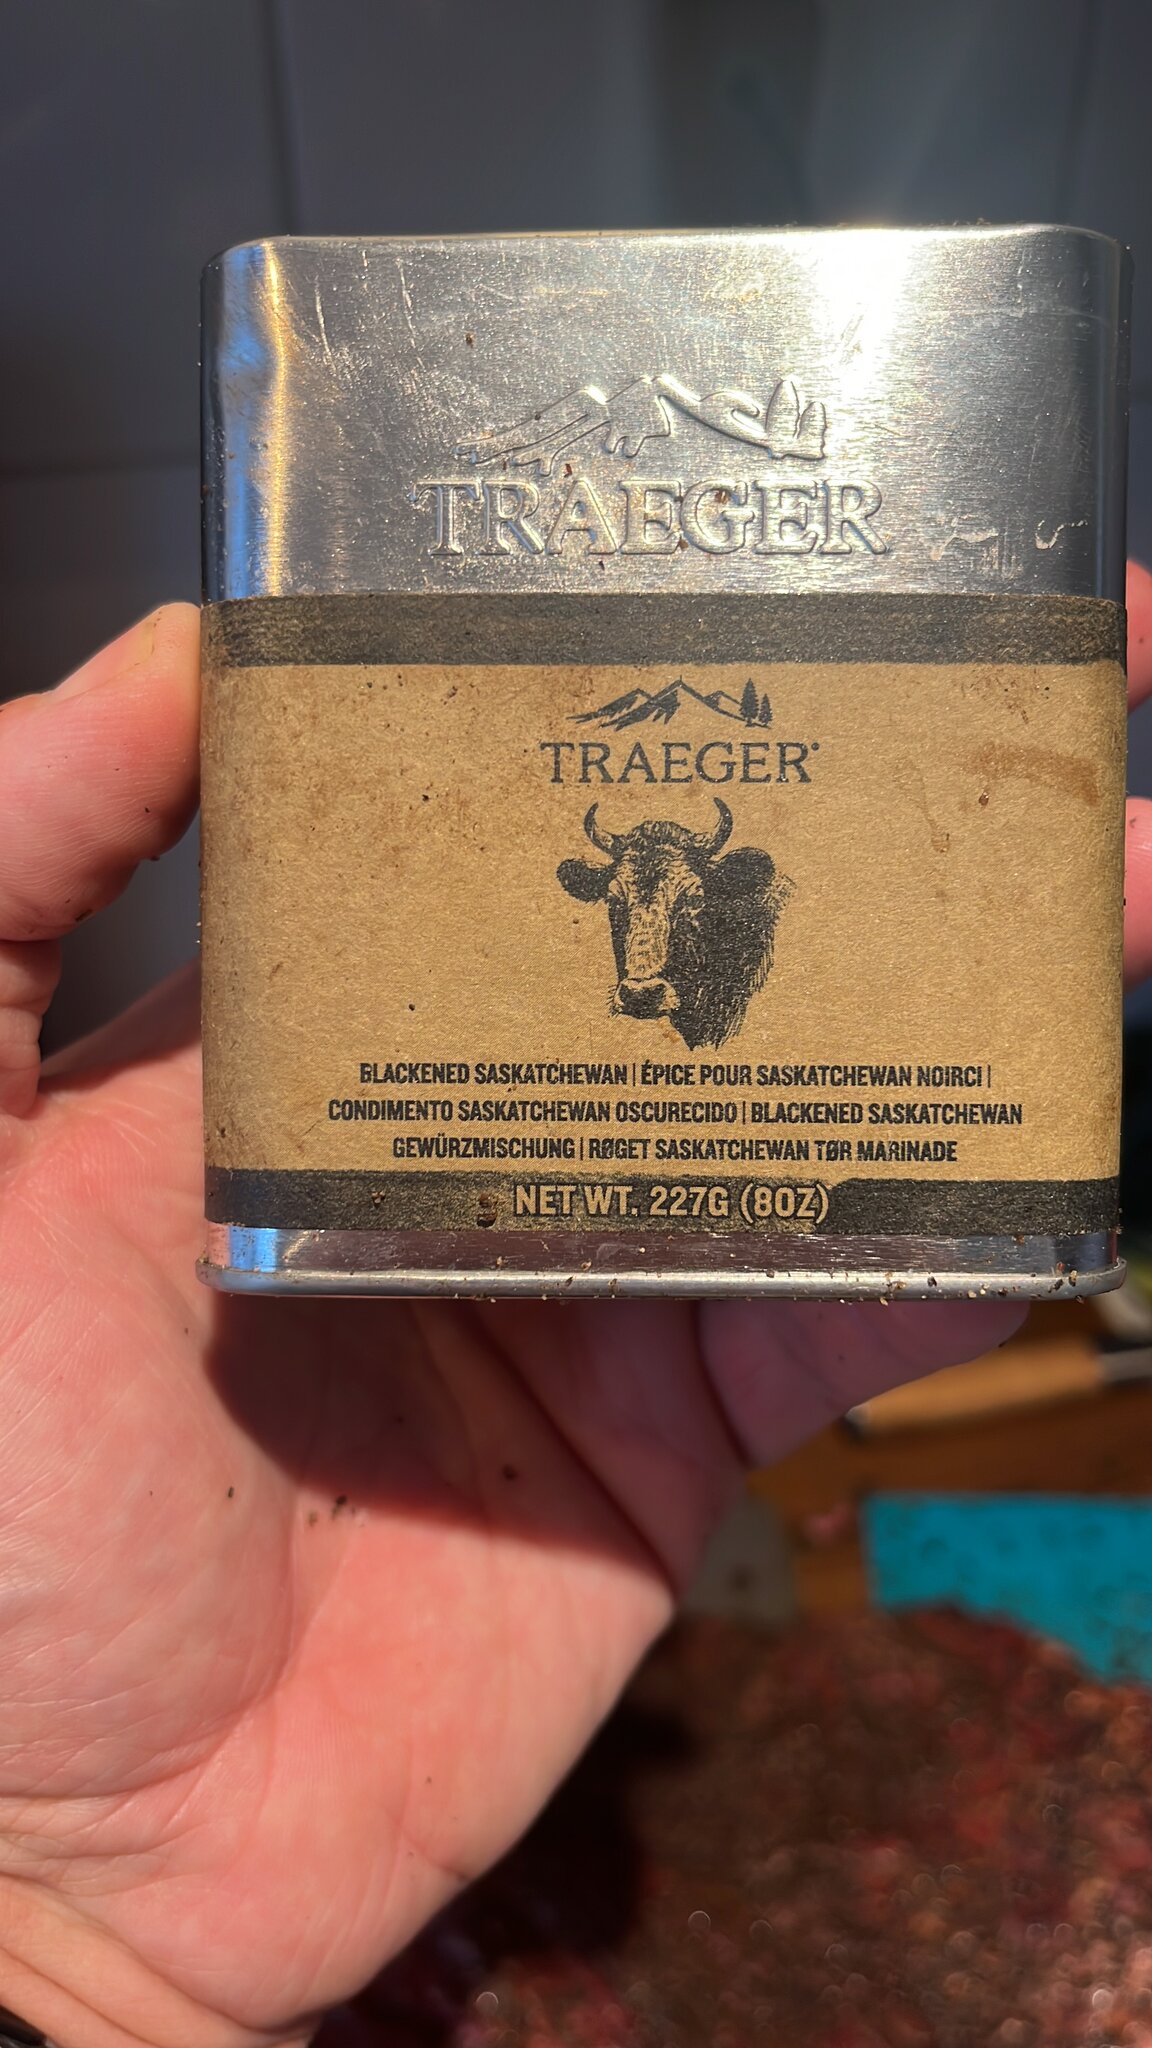 TRAEGER
TRAEGER®
BLACKENED SASKATCHEWAN | ÉPICE POUR SASKATCHEWAN NOIRCI |
CONDIMENTO SASKATCHEWAN OSCURECIDO | BLACKENED SASKATCHEWAN
GEWÜRZMISCHUNG | RØGET SASKATCHEWAN TØR MARINADE
NET WT. 227G (8OZ)